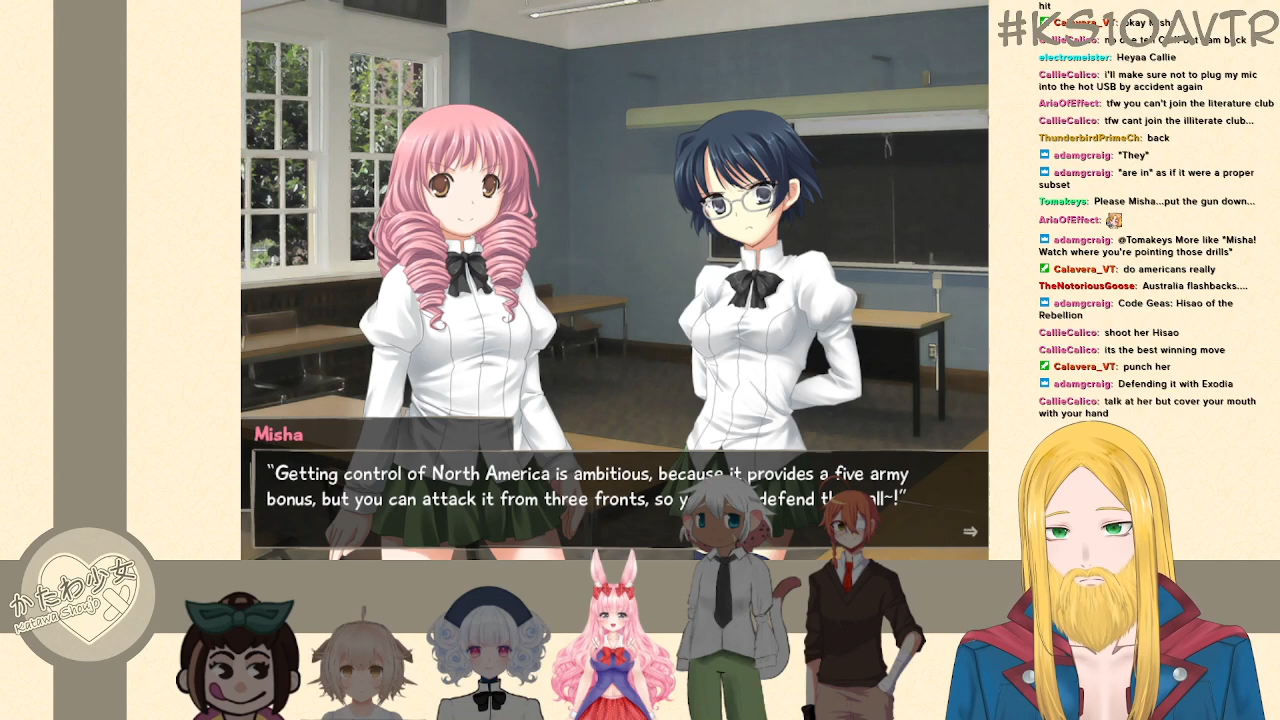 #KS10AVTR
hit
Calavera_VT: okay
CallieCalico: back
electromeister: Heyaa Callie
CallieCalico: i'll make sure not to plug my mic
into the hot USB by accident again
AriaOfEffect: tfw you can't join the literature club
CallieCalico: tfw cant join the illiterate club...
ThunderbirdPrimeCh: back
adamgcraig: "They"
adamgcraig: "are in" as if it were a proper
subset
Tomakeys: Please Misha...put the gun down...
AriaOfEffect:
adamgcraig: @Tomakeys More like "Misha!
Watch where you're pointing those drills"
Calavera_VT: do americans really
TheNotoriousGoose: Australia flashbacks....
adamgcraig: Code Geas: Hisao of the
Rebellion
CallieCalico: shoot her Hisao
CallieCalico: its the best winning move
Calavera_VT: punch her
adamgcraig: Defending it with Exodia
CallieCalico: talk at her but cover your mouth
with your hand
Misha
"Getting control of North America is ambitious, because it provides a five army
bonus, but you can attack it from three fronts, so defend
かたわ少女
Katawa Shoujo